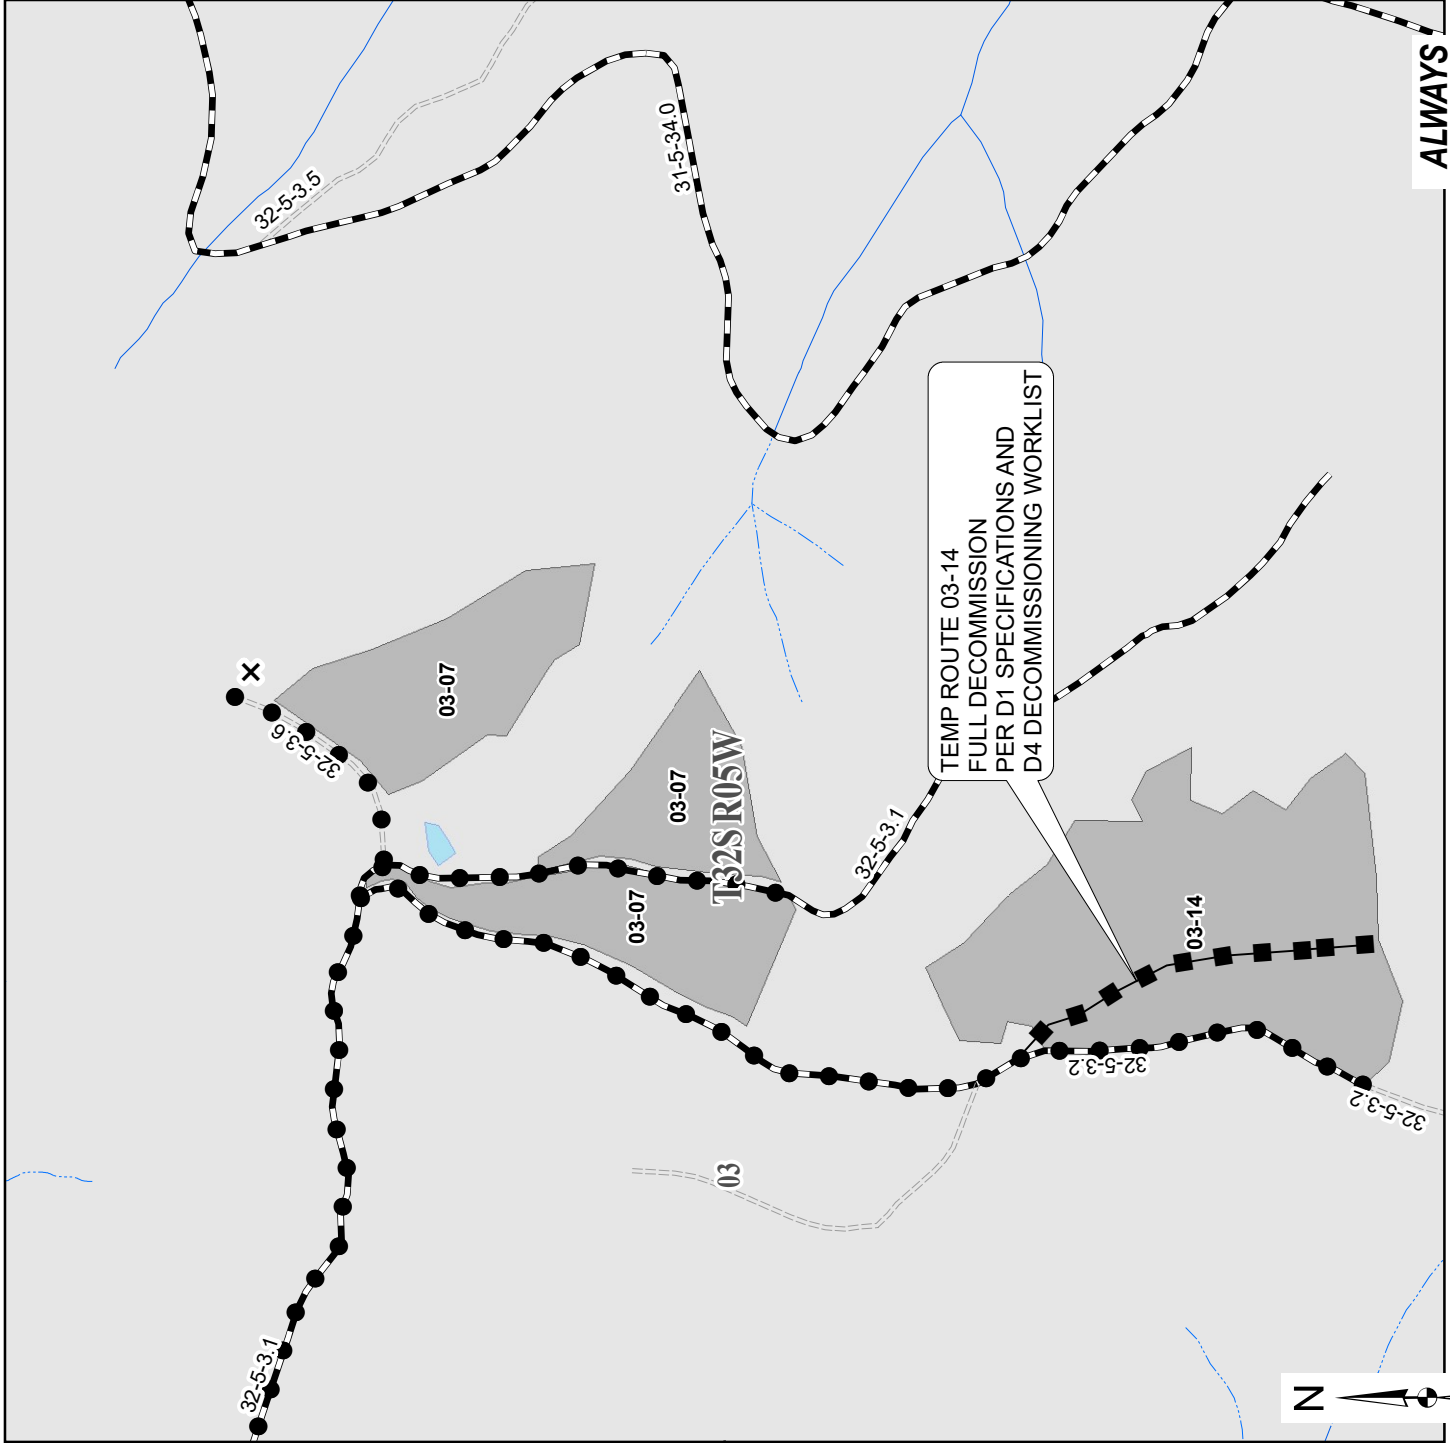 ALWAYS
32-5-3.5
31-5-34.0
TEMP ROUTE 03-14
FULL DECOMMISSION
PER D1 SPECIFICATIONS AND
D4 DECOMMISSIONING WORKLIST
03-07
32-5-3.6
03-07
T32S R05W
32-5-3.1
03-07
03-14
32-5-3.2
32-5-3.2
03
32-5-3.1
N